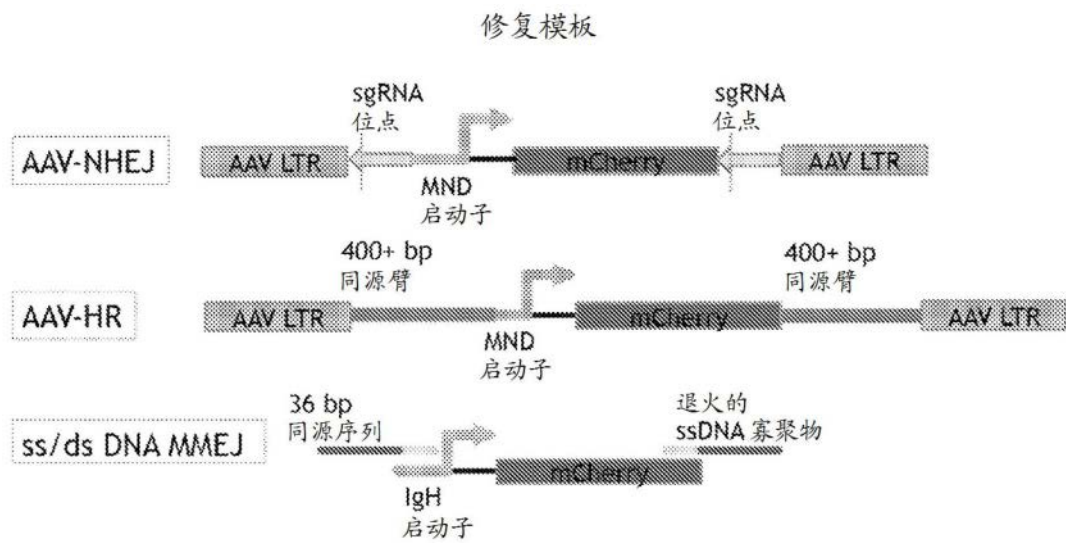 修复模板
sgRNA
位点
sgRNA
位点
AAV-NHEJ
AAV LTR
mCherry
AAV LTR
MND
启动子
400+ bp
同源臂
400+ bp
同源臂
AAV-HR
AAV LTR
mCherry
AAV LTR
MND
启动子
36 bp
同源序列
退火的
ssDNA 寡聚物
ss/ds DNA MMEJ
mCherry
IgH
启动子